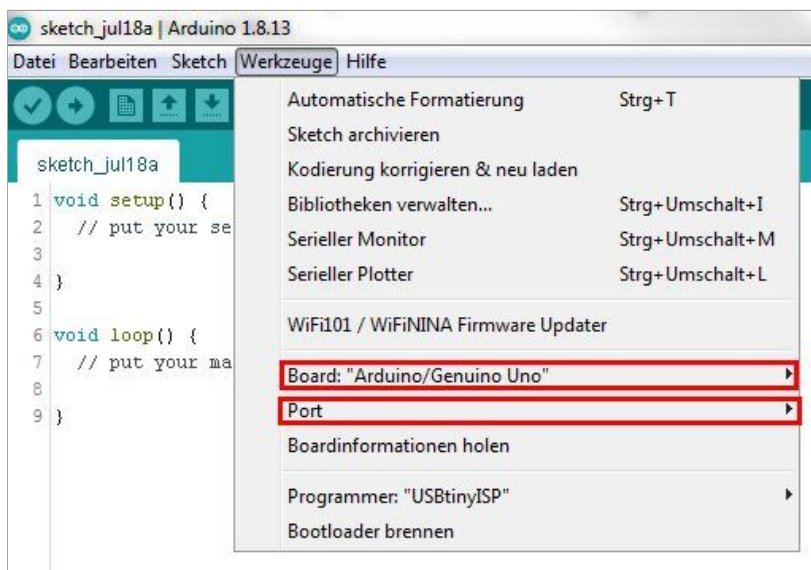 sketch_jul18a | Arduino 1.8.13
Datei Bearbeiten Sketch Werkzeuge Hilfe
Automatische Formatierung Strg+T
Sketch archivieren
sketch_jul18a
Kodierung korrigieren & neu laden
1 void setup() {
Bibliotheken verwalten... Strg+Umschalt+I
2 // put your se
Serieller Monitor Strg+Umschalt+M
3
Serieller Plotter Strg+Umschalt+L
4 }
5
WiFi101 / WiFiNINA Firmware Updater
6 void loop() {
7 // put your ma
Board: "Arduino/Genuino Uno"
8
Port
9 }
Boardinformationen holen
Programmer: "USBtinyISP"
Bootloader brennen